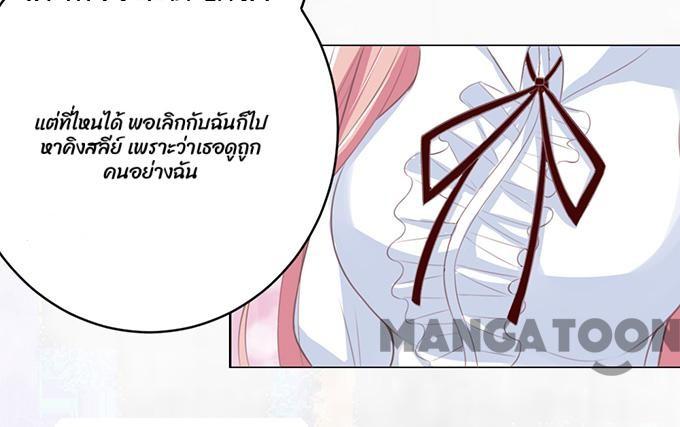 แต่ที่ไหนได้ พอเลิกกับฉันก็ไป
หาคิงสลีย์ เพราะว่าเธอดูถูก
คนอย่างฉัน
MANGATOON